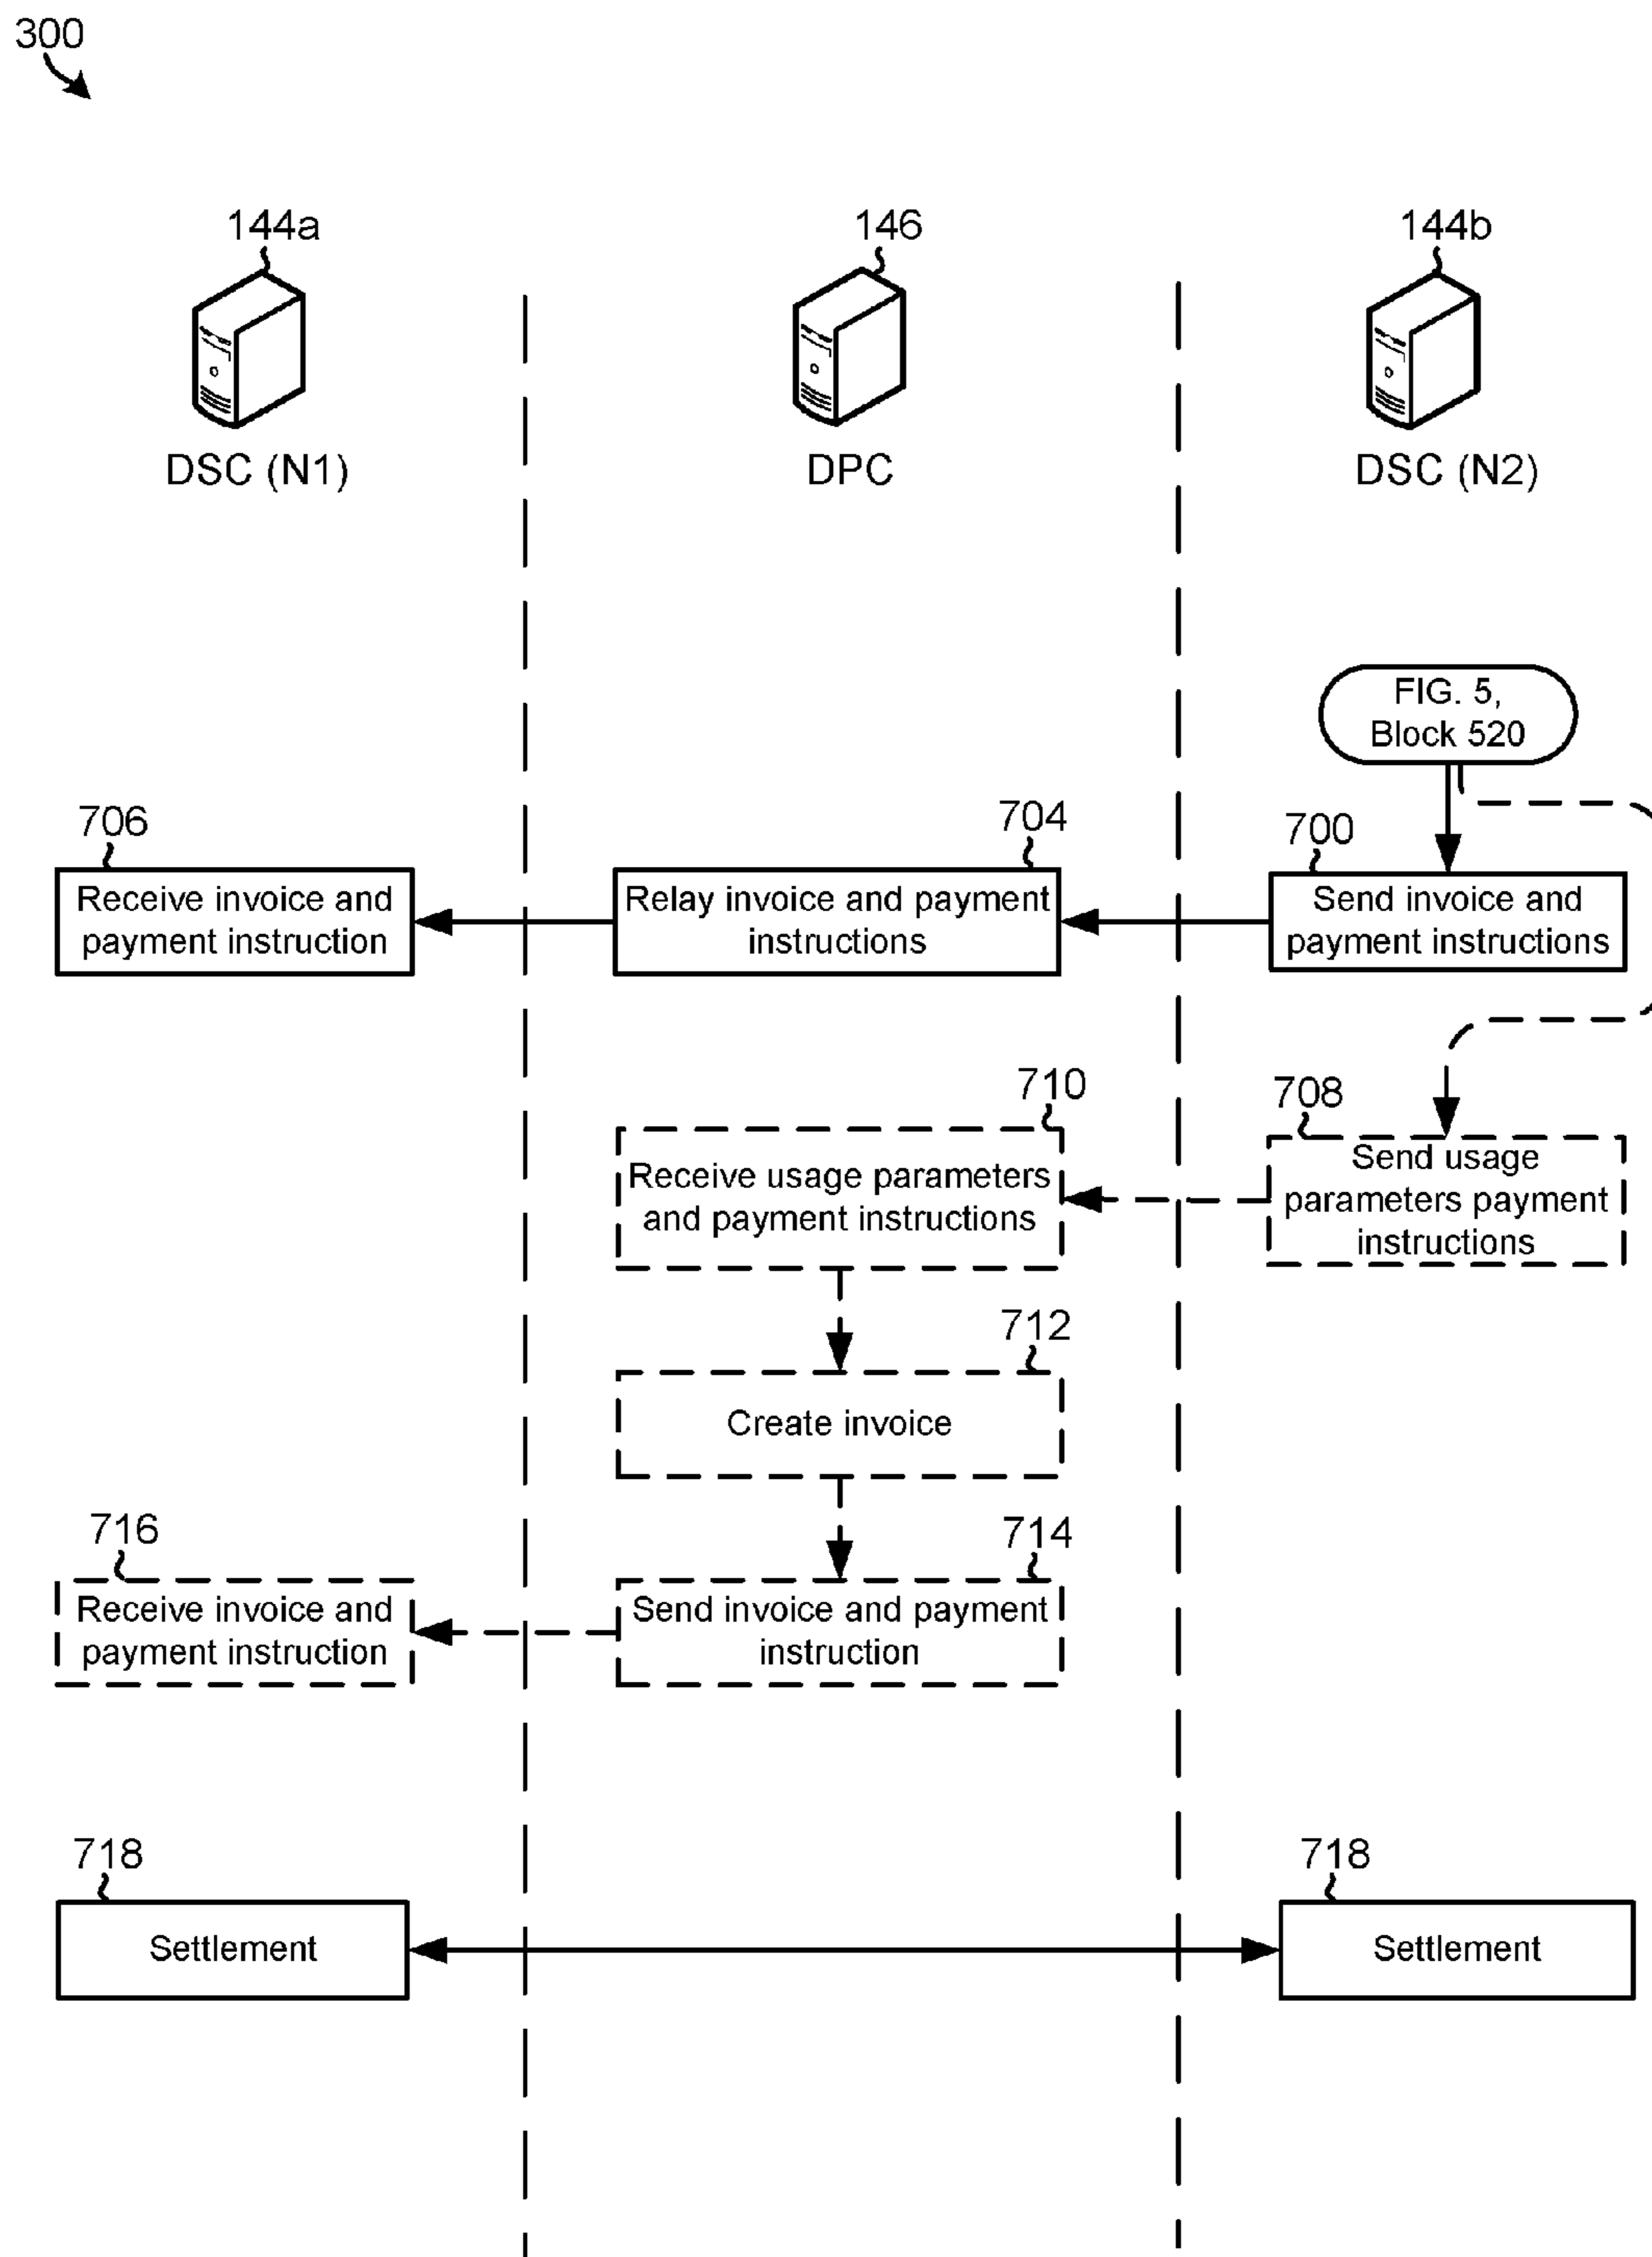 300
144a
146
144b
DSC (N1)
DPC
DSC (N2)
FIG. 5,
Block 520
706
704
700
Receive invoice and
payment instruction
Relay invoice and payment
instructions
Send invoice and
payment instructions
710
708
Receive usage parameters
and payment instructions
Send usage
parameters payment
instructions
712
Create invoice
716
714
Receive invoice and
payment instruction
Send invoice and payment
instruction
718
718
Settlement
Settlement